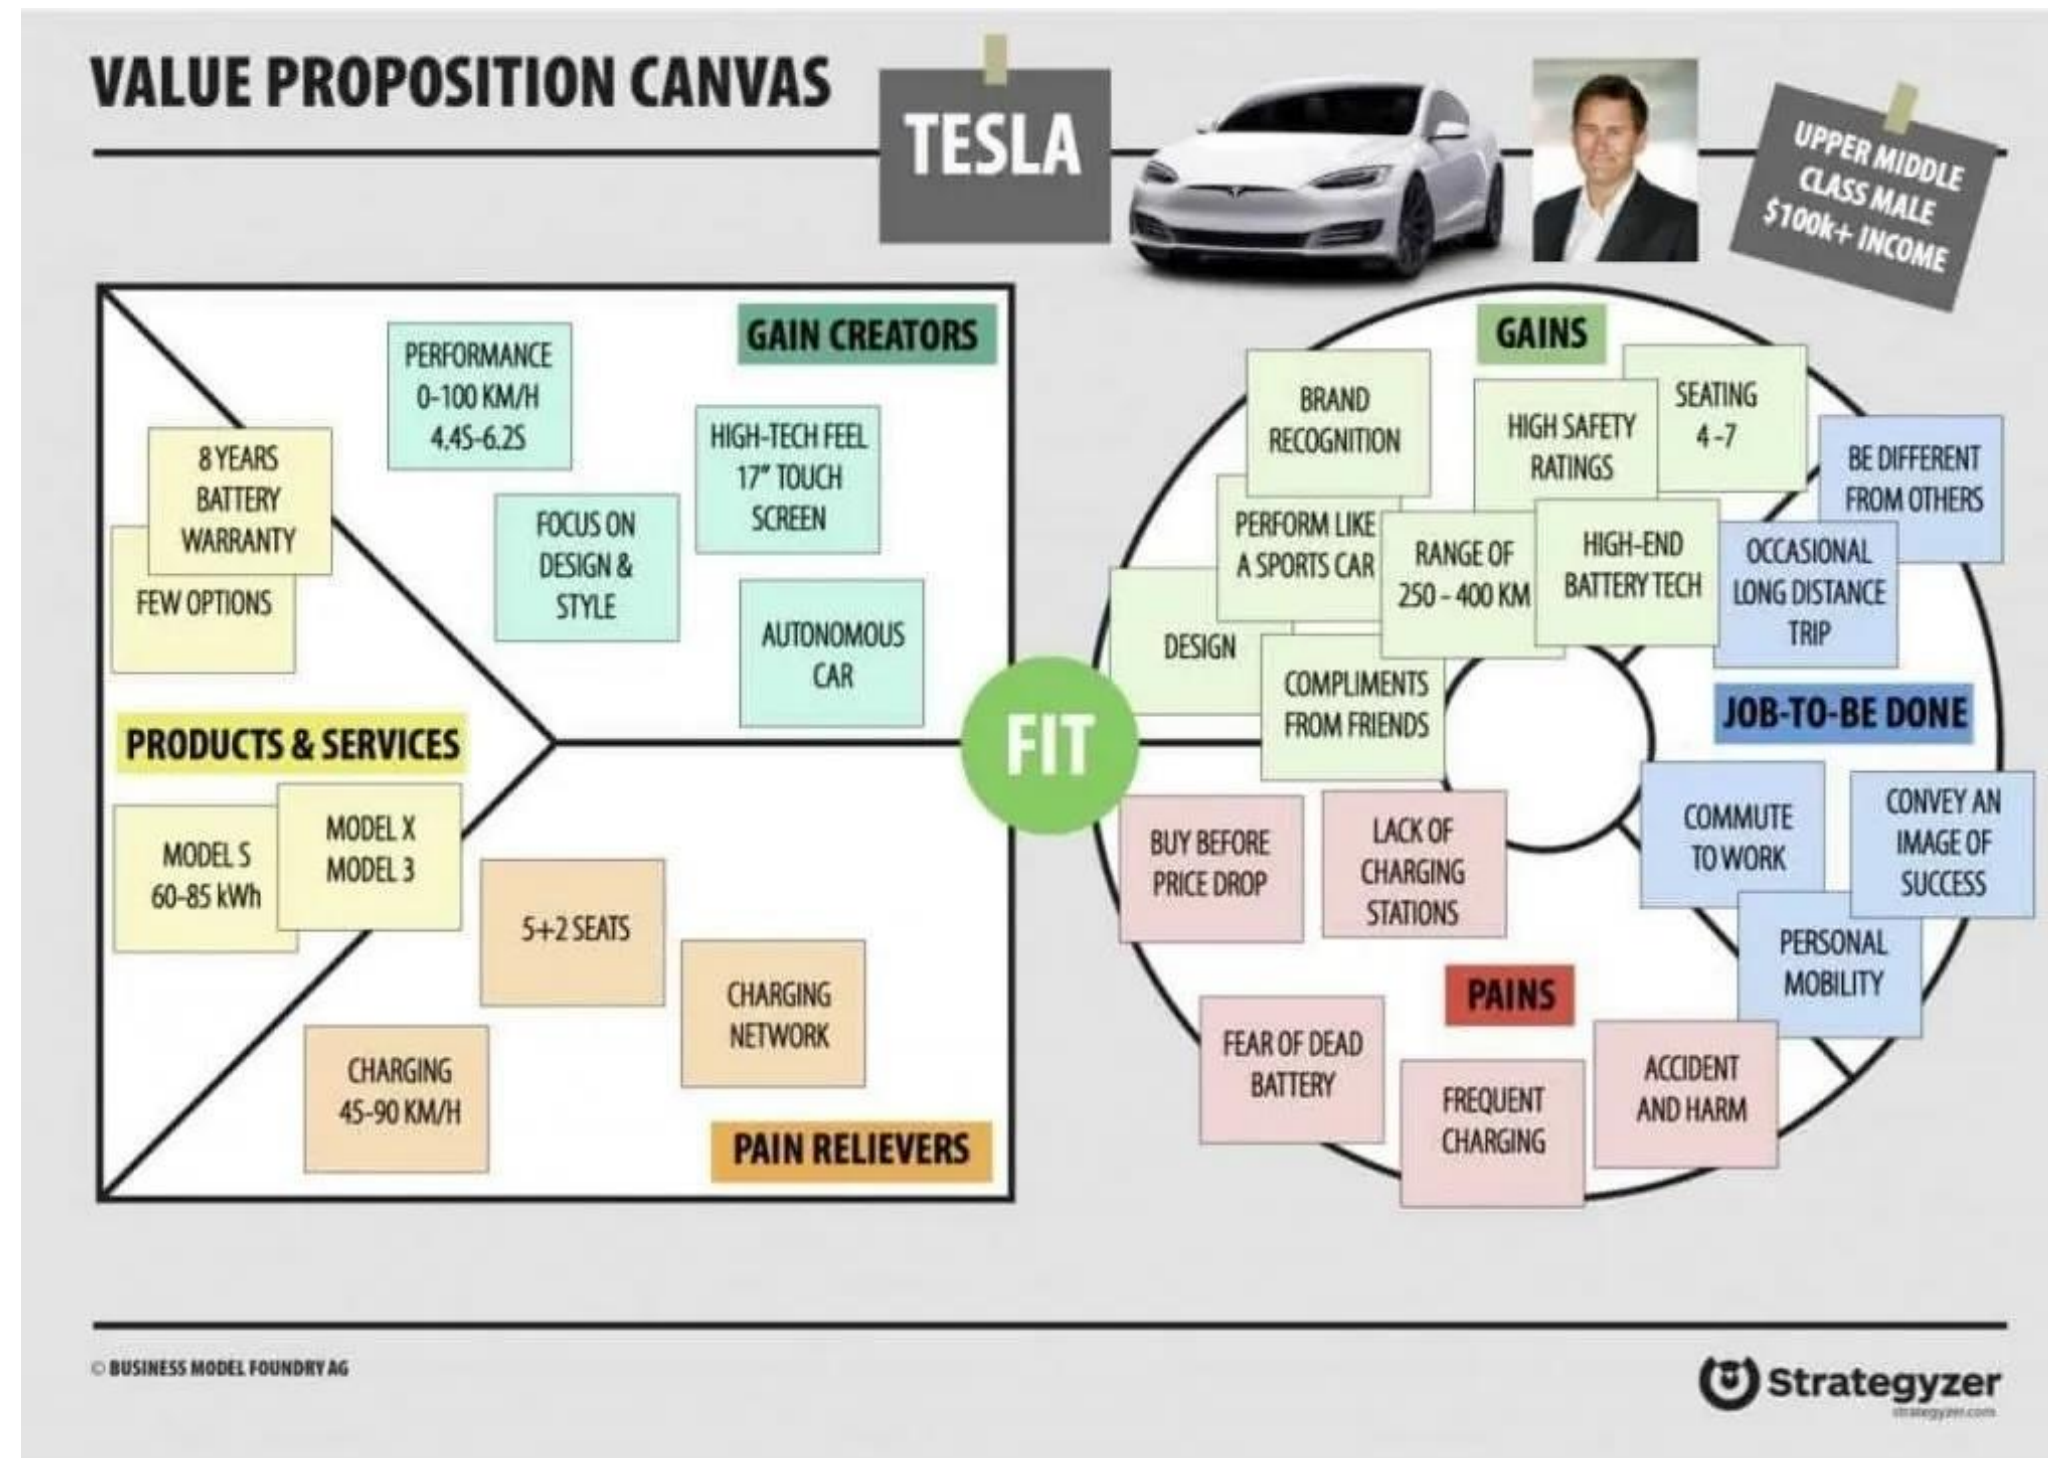 VALUE PROPOSITION CANVAS
TESLA
UPPER MIDDLE
CLASS MALE
$100k+ INCOME
GAIN CREATORS
PERFORMANCE
0-100 KM/H
4,4S-6.2S
HIGH-TECH FEEL
17” TOUCH
SCREEN
FOCUS ON
DESIGN &
STYLE
AUTONOMOUS
CAR
8 YEARS
BATTERY
WARRANTY
FEW OPTIONS
PRODUCTS & SERVICES
MODEL S
60-85 kWh
MODEL X
MODEL 3
5+2 SEATS
CHARGING
NETWORK
CHARGING
45-90 KM/H
PAIN RELIEVERS
FIT
GAINS
BRAND
RECOGNITION
HIGH SAFETY
RATINGS
SEATING
4 -7
PERFORM LIKE
A SPORTS CAR
RANGE OF
250 - 400 KM
HIGH-END
BATTERY TECH
DESIGN
COMPLIMENTS
FROM FRIENDS
BE DIFFERENT
FROM OTHERS
OCCASIONAL
LONG DISTANCE
TRIP
JOB-TO-BE DONE
COMMUTE
TO WORK
CONVEY AN
IMAGE OF
SUCCESS
PERSONAL
MOBILITY
BUY BEFORE
PRICE DROP
LACK OF
CHARGING
STATIONS
PAINS
FEAR OF DEAD
BATTERY
FREQUENT
CHARGING
ACCIDENT
AND HARM
© BUSINESS MODEL FOUNDRY AG
Strategyzer
strategyzer.com